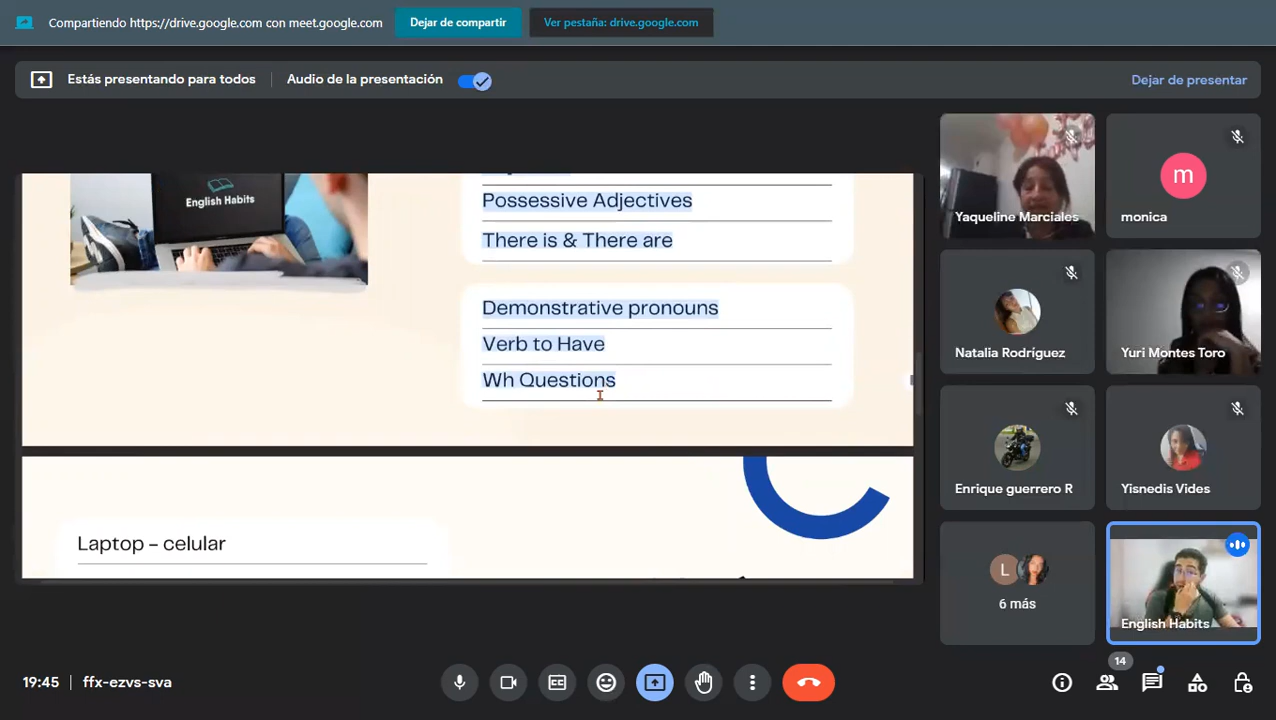 Compartiendo https://drive.google.com con meet.google.com
Dejar de compartir
Ver pestaña: drive.google.com
Estás presentando para todos
Audio de la presentación
Dejar de presentar
English Habits
Possessive Adjectives
There is & There are
Demonstrative pronouns
Verb to Have
Wh Questions
Laptop – celular
Yaqueline Marciales
m
monica
Natalia Rodríguez
Yuri Montes Toro
Enrique guerrero R
Yisnedis Vides
L
6 más
English Habits
19:45
ffx-ezvs-sva
14